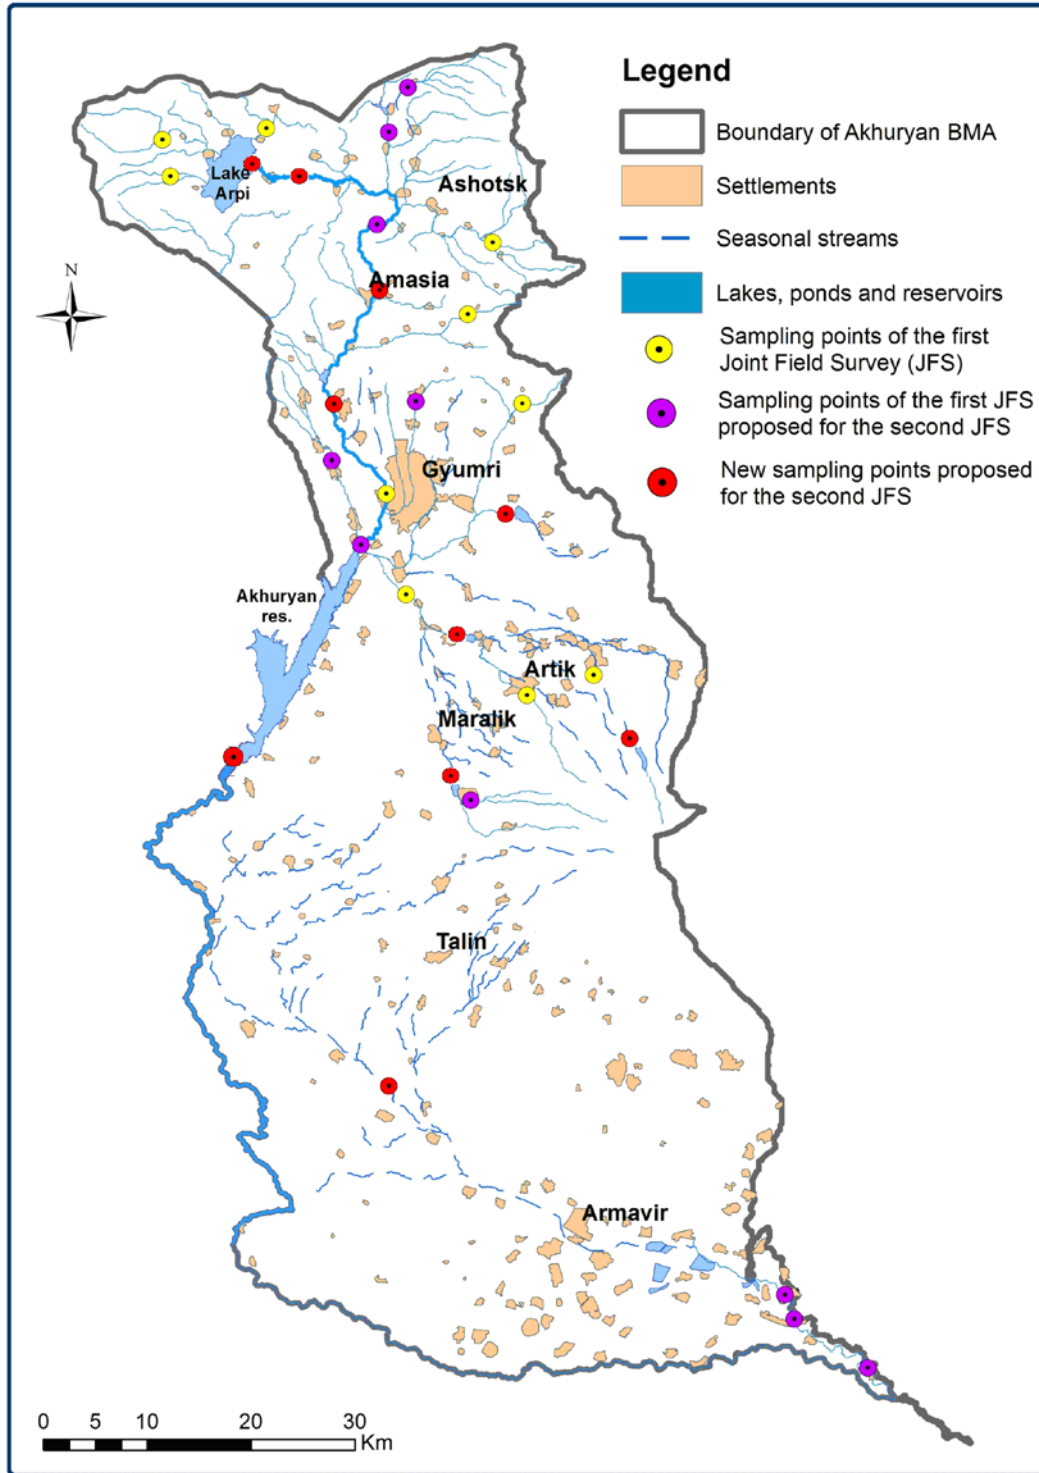 Legend
Boundary of Akhuryan BMA
Settlements
Seasonal streams
Lakes, ponds and reservoirs
Sampling points of the first
Joint Field Survey (JFS)
Sampling points of the first JFS
proposed for the second JFS
New sampling points proposed
for the second JFS
Lake
Arpi
Ashotsk
N
Amasia
Gyumri
Akhuryan
res.
Artik
Maralik
Talin
Armavir
0 5 10 20 30
Km